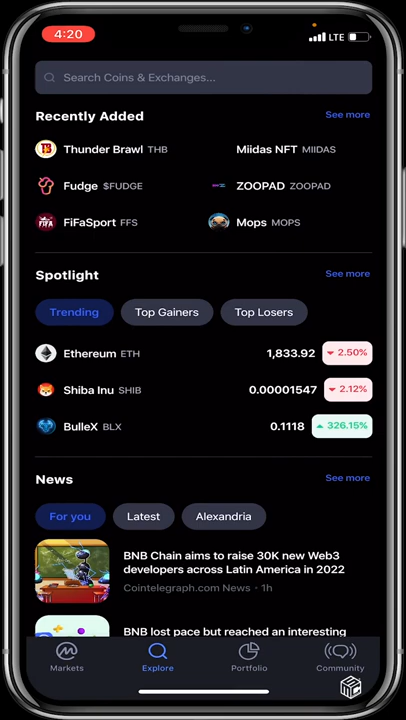 4:20
LTE
Search Coins & Exchanges...
Recently Added See more
Thunder Brawl THB Miidas NFT MIIDAS
Fudge $FUDGE ZOOPAD ZOOPAD
FiFaSport FFS Mops MOPS
Spotlight See more
Trending Top Gainers Top Losers
Ethereum ETH 1,833.92 2.50%
Shiba Inu SHIB 0.00001547 2.12%
BulleX BLX 0.1118 326.15%
News See more
For you Latest Alexandria
BNB Chain aims to raise 30K new Web3
developers across Latin America in 2022
Cointelegraph.com News · 1h
BNB lost pace but reached an interesting
Markets Explore Portfolio Community